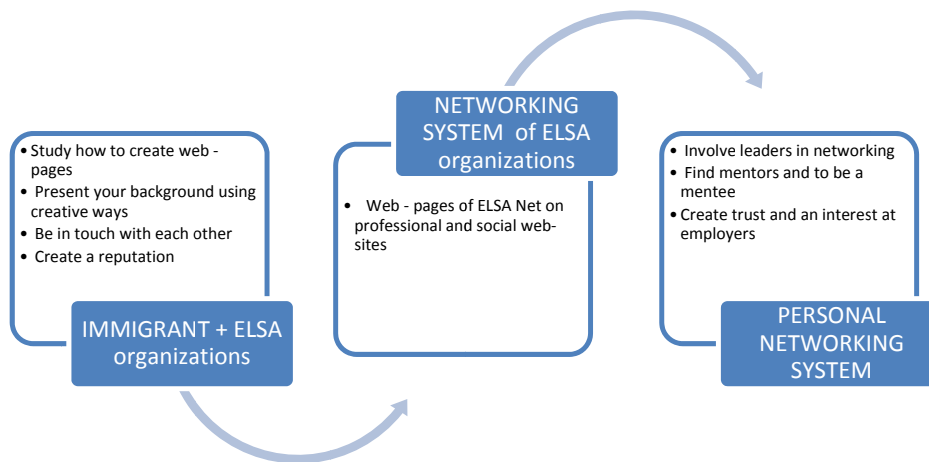 • Study how to create web -
pages
• Present your background using
creative ways
• Be in touch with each other
• Create a reputation
IMMIGRANT + ELSA
organizations
NETWORKING
SYSTEM of ELSA
organizations
• Web - pages of ELSA Net on
professional and social web-
sites
• Involve leaders in networking
• Find mentors and to be a
mentee
• Create trust and an interest at
employers
PERSONAL
NETWORKING
SYSTEM